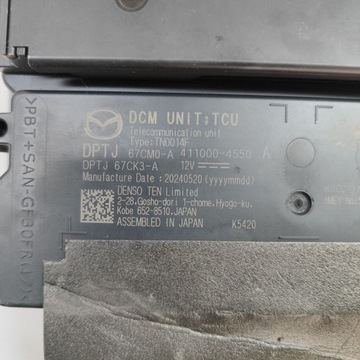 DCM UNIT:TCU
Telecommunication unit
Type:TN0014F
DPTJ 67CM0-A 411000-4550 A
DPTJ 67CK3-A 12V
Manufacture Date:20240520 (yyyymmdd)
DENSO TEN Limited
2-28,Gosho-dori 1-chome,Hyogo-ku,
Kobe 652-8510,JAPAN
ASSEMBLED IN JAPAN K5420
>PBT+SAN-GF30FR(17)<